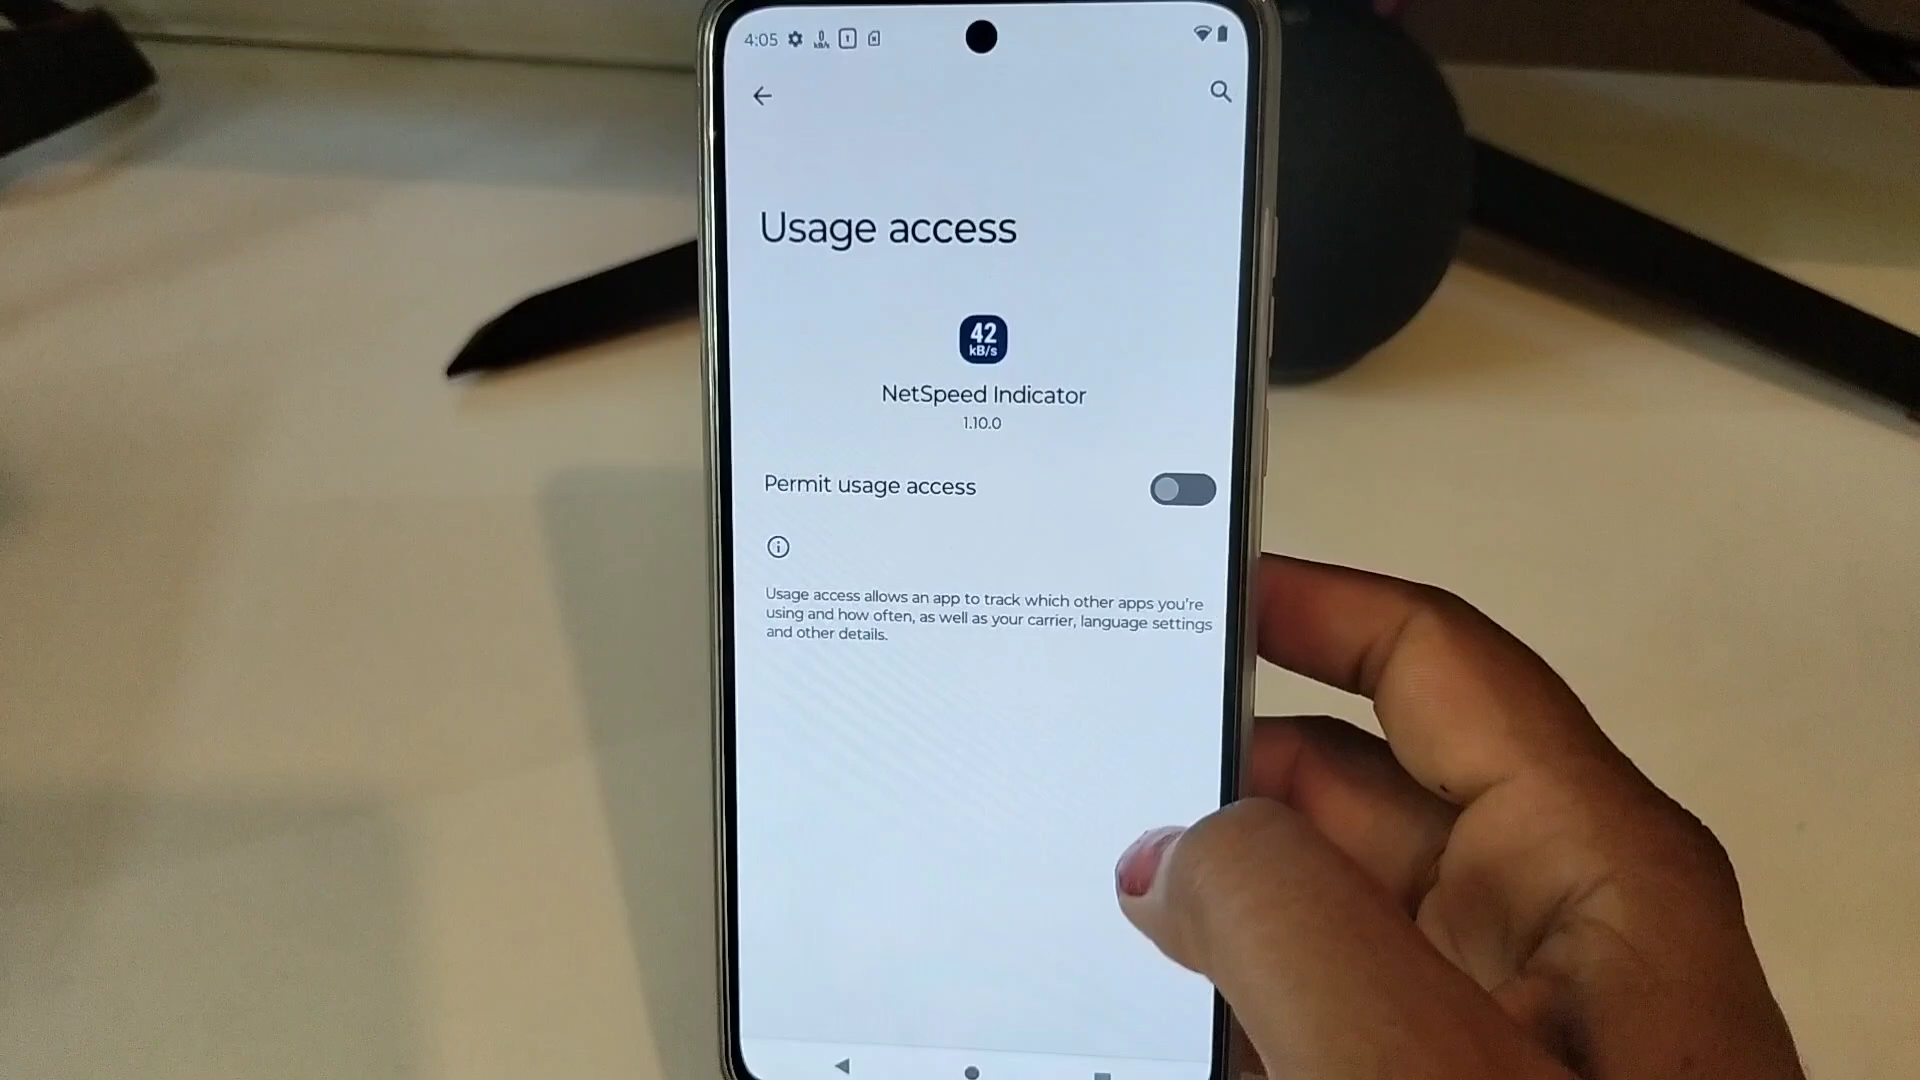 4:05 0 kB/s
Usage access
42
kB/s
NetSpeed Indicator
1.10.0
Permit usage access
Usage access allows an app to track which other apps you're
using and how often, as well as your carrier, language settings
and other details.